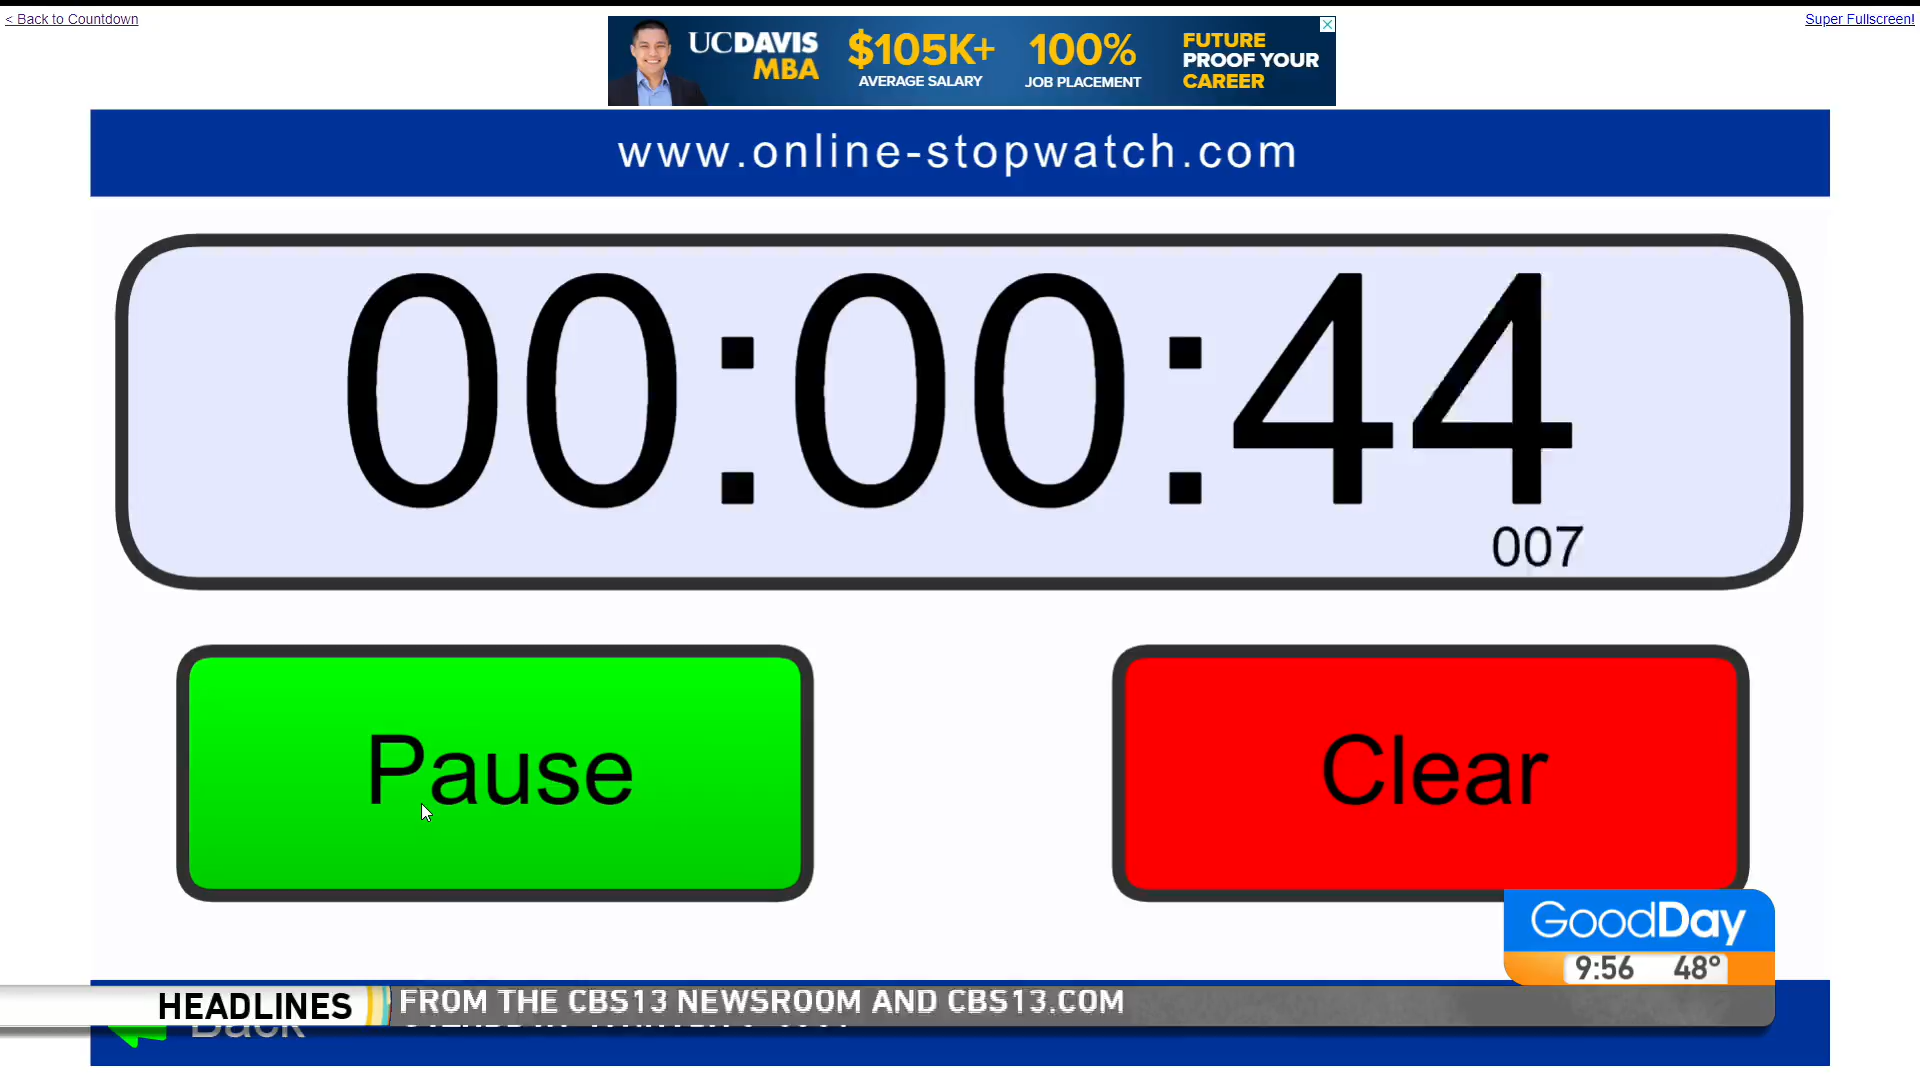 < Back to Countdown
Super Fullscreen!
UCDAVIS
MBA
$105K+
AVERAGE SALARY
100%
JOB PLACEMENT
FUTURE
PROOF YOUR
CAREER
www.online-stopwatch.com
00:00:44
007
Pause
Clear
GoodDay
9:56 48°
HEADLINES
FROM THE CBS13 NEWSROOM AND CBS13.COM
Back